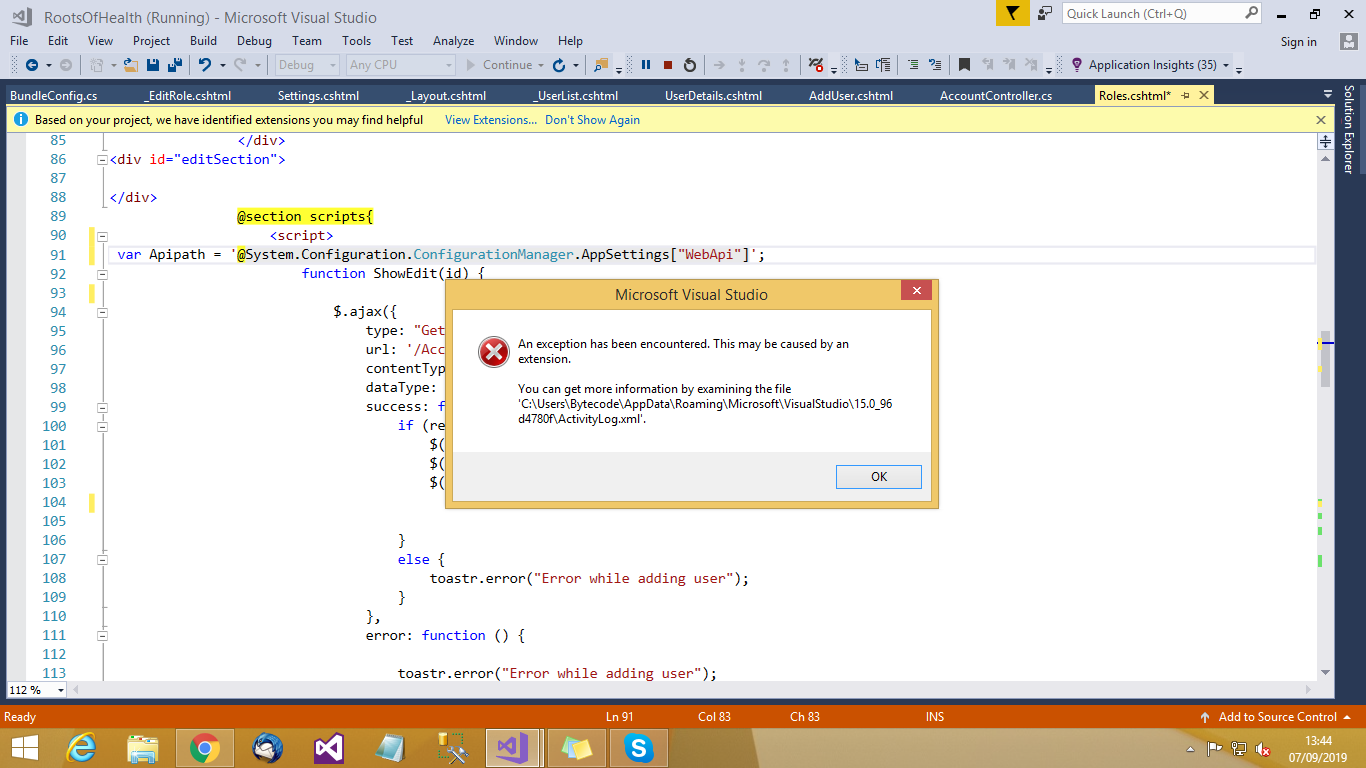 RootsOfHealth (Running) - Microsoft Visual Studio
Quick Launch (Ctrl+Q)
File Edit View Project Build Debug Team Tools Test Analyze Window Help
Sign in
Debug Any CPU Continue Application Insights (35)
BundleConfig.cs _EditRole.cshtml Settings.cshtml _Layout.cshtml _UserList.cshtml UserDetails.cshtml AddUser.cshtml AccountController.cs Roles.cshtml*
Solution Explorer
Based on your project, we have identified extensions you may find helpful View Extensions... Don't Show Again
85 </div>
86 <div id="editSection">
87
88 </div>
89 @section scripts{
90 <script>
91 var Apipath = '@System.Configuration.ConfigurationManager.AppSettings["WebApi"]';
92 function ShowEdit(id) {
93
94 $.ajax({
95 type: "Get
96 url: '/Acc
97 contentTyp
98 dataType:
99 success: f
100 if (re
101 $(
102 $(
103 $(
104
105
106 }
107 else {
108 toastr.error("Error while adding user");
109 }
110 },
111 error: function () {
112
113 toastr.error("Error while adding user");
Microsoft Visual Studio
An exception has been encountered. This may be caused by an
extension.
You can get more information by examining the file
'C:\Users\Bytecode\AppData\Roaming\Microsoft\VisualStudio\15.0_96
d4780f\ActivityLog.xml'.
OK
112 %
Ready Ln 91 Col 83 Ch 83 INS Add to Source Control
13:44
07/09/2019